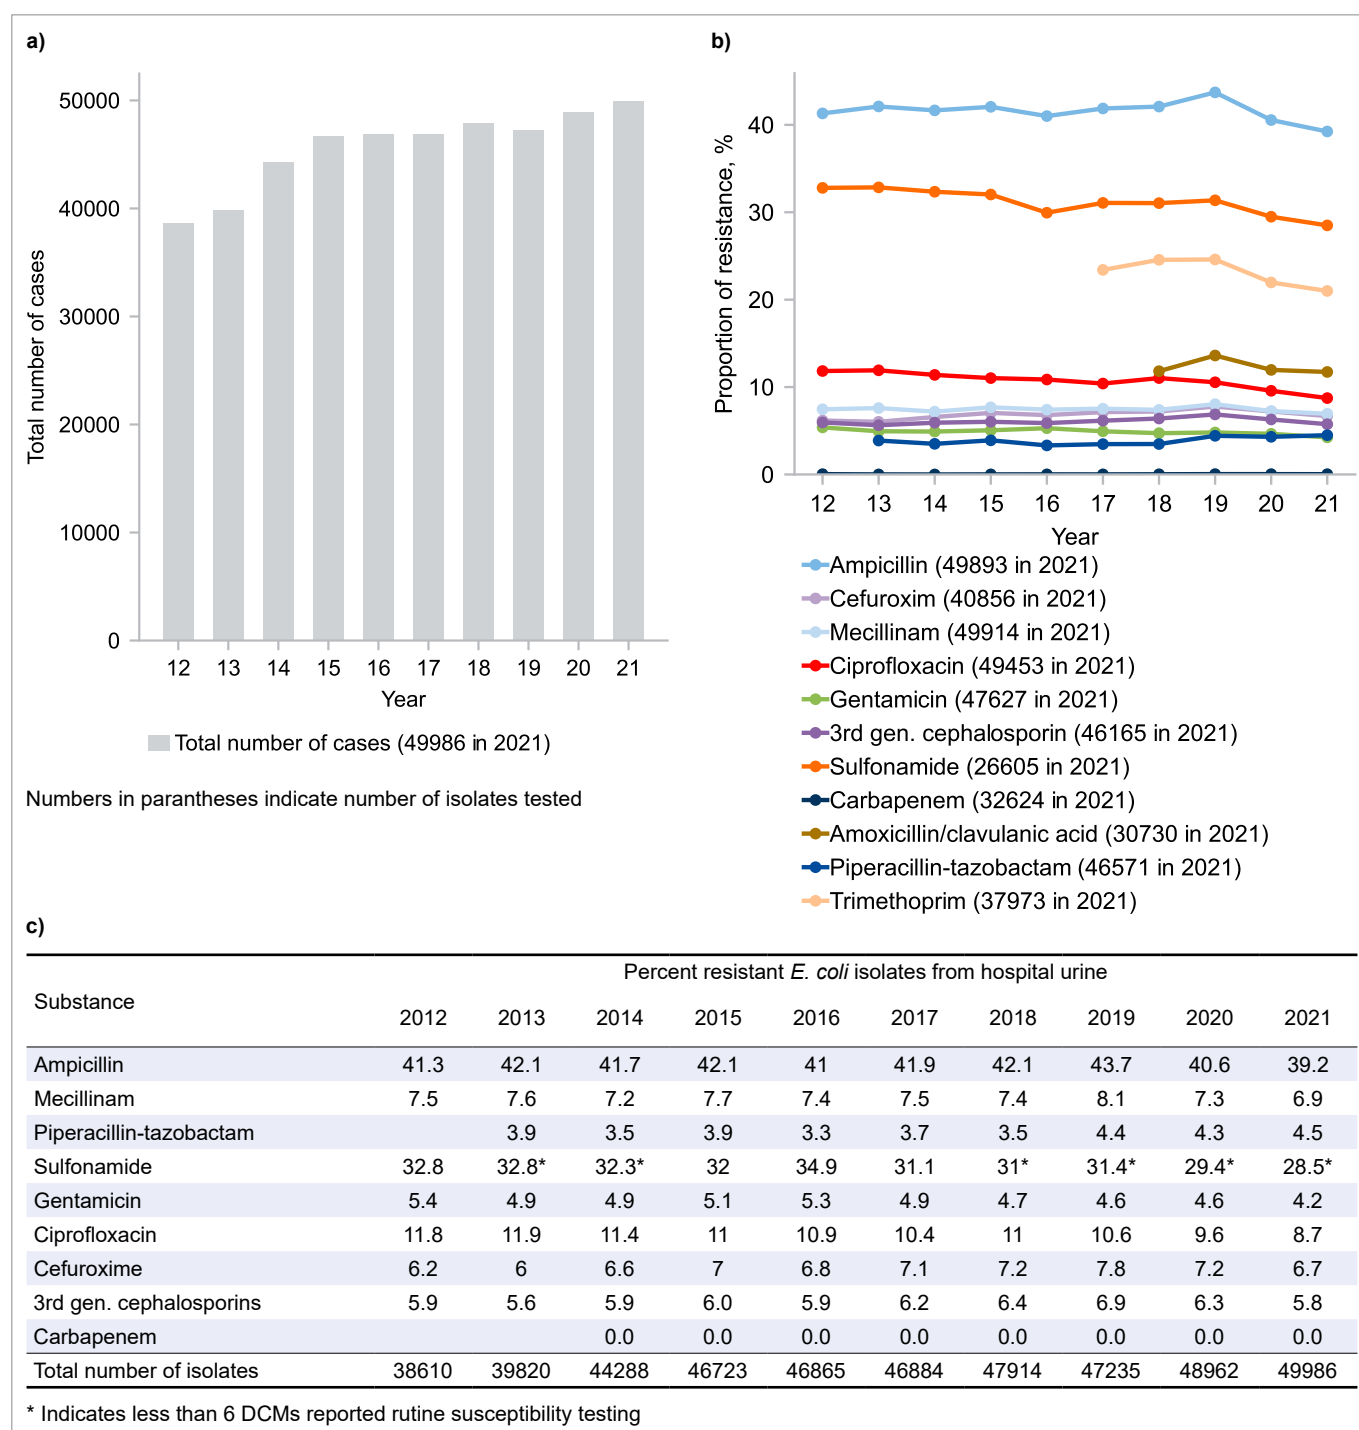 a)
50000
40000
30000
20000
10000
0
Total number of cases
12 13 14 15 16 17 18 19 20 21
Year
Total number of cases (49986 in 2021)
Numbers in parantheses indicate number of isolates tested
b)
40
30
20
10
0
Proportion of resistance, %
12 13 14 15 16 17 18 19 20 21
Year
Ampicillin (49893 in 2021)
Cefuroxim (40856 in 2021)
Mecillinam (49914 in 2021)
Ciprofloxacin (49453 in 2021)
Gentamicin (47627 in 2021)
3rd gen. cephalosporin (46165 in 2021)
Sulfonamide (26605 in 2021)
Carbapenem (32624 in 2021)
Amoxicillin/clavulanic acid (30730 in 2021)
Piperacillin-tazobactam (46571 in 2021)
Trimethoprim (37973 in 2021)
c)
Percent resistant E. coli isolates from hospital urine
Substance 2012 2013 2014 2015 2016 2017 2018 2019 2020 2021
Ampicillin 41.3 42.1 41.7 42.1 41 41.9 42.1 43.7 40.6 39.2
Mecillinam 7.5 7.6 7.2 7.7 7.4 7.5 7.4 8.1 7.3 6.9
Piperacillin-tazobactam 3.9 3.5 3.9 3.3 3.7 3.5 4.4 4.3 4.5
Sulfonamide 32.8 32.8* 32.3* 32 34.9 31.1 31* 31.4* 29.4* 28.5*
Gentamicin 5.4 4.9 4.9 5.1 5.3 4.9 4.7 4.6 4.6 4.2
Ciprofloxacin 11.8 11.9 11.4 11 10.9 10.4 11 10.6 9.6 8.7
Cefuroxime 6.2 6 6.6 7 6.8 7.1 7.2 7.8 7.2 6.7
3rd gen. cephalosporins 5.9 5.6 5.9 6.0 5.9 6.2 6.4 6.9 6.3 5.8
Carbapenem 0.0 0.0 0.0 0.0 0.0 0.0 0.0 0.0
Total number of isolates 38610 39820 44288 46723 46865 46884 47914 47235 48962 49986
* Indicates less than 6 DCMs reported rutine susceptibility testing